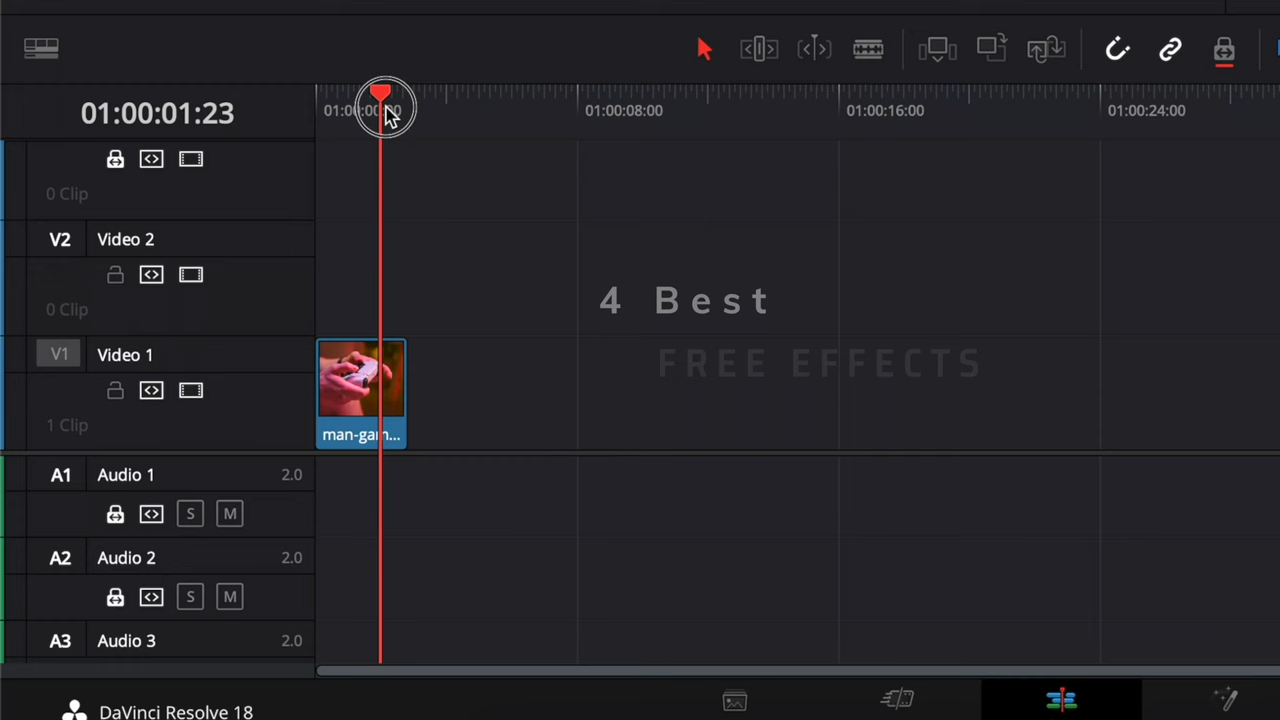 01:00:01:23
01:00:00:00
01:00:08:00
01:00:16:00
01:00:24:00
0 Clip
V2 Video 2
0 Clip
4 Best
FREE EFFECTS
V1 Video 1
1 Clip
man-gam...
A1 Audio 1 2.0
S M
A2 Audio 2 2.0
S M
A3 Audio 3 2.0
DaVinci Resolve 18